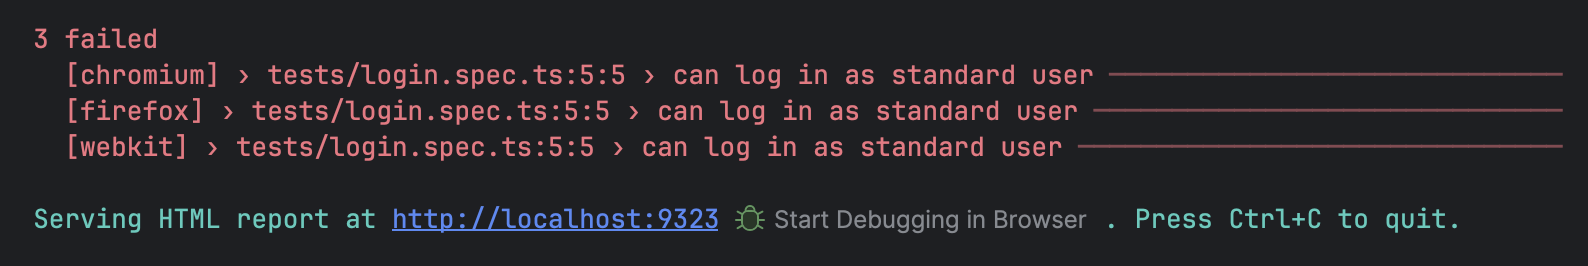 3 failed
[chromium] › tests/login.spec.ts:5:5 › can log in as standard user ─────────────────────────────
[firefox] › tests/login.spec.ts:5:5 › can log in as standard user ──────────────────────────────
[webkit] › tests/login.spec.ts:5:5 › can log in as standard user ───────────────────────────────
Serving HTML report at http://localhost:9323 Start Debugging in Browser . Press Ctrl+C to quit.